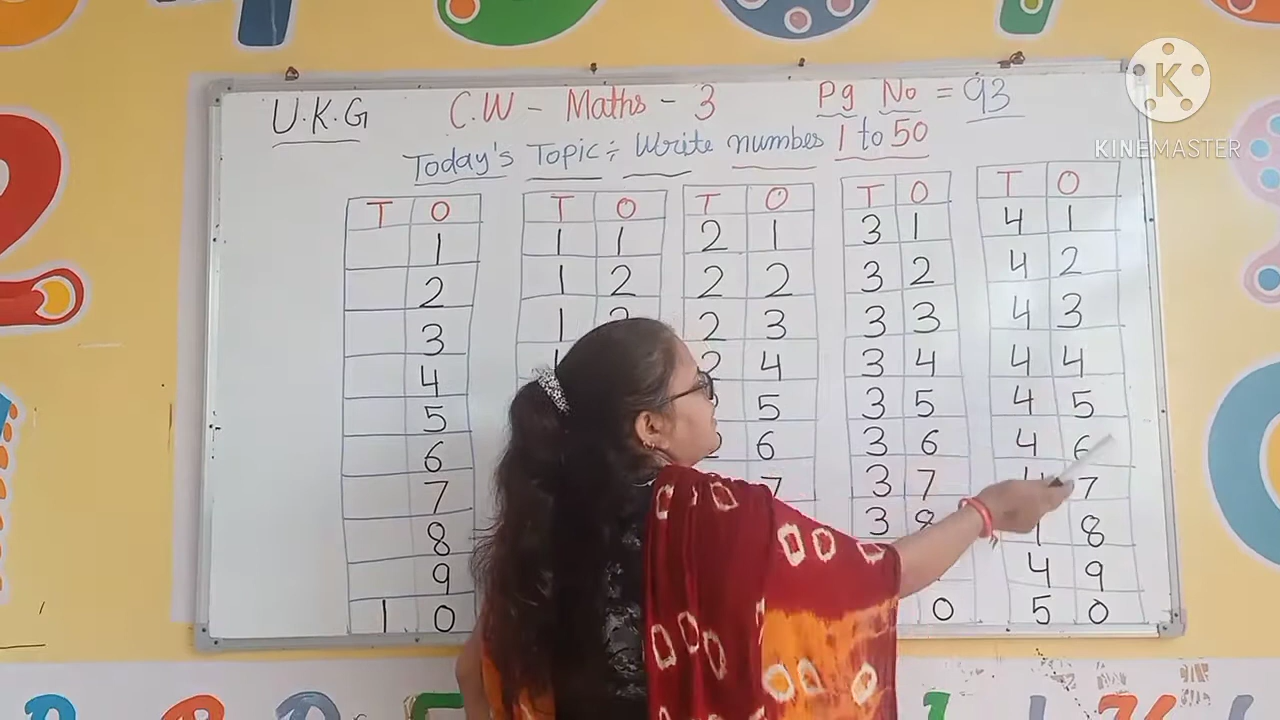 U.K.G C.W - Maths - 3 Pg No = 93
Today's Topic ÷ Write number 1 to 50
T O T O T O T O T O
1 1 1 2 1 3 1 4 1
2 1 2 2 2 3 2 4 2
3 1 2 3 3 3 4 3
4 4 3 4 4 4
5 5 3 5 4 5
6 6 3 6 4 6
7 7 3 7 7
8 3 8 8
9 4 9
1 0 0 5 0
K
KINEMASTER